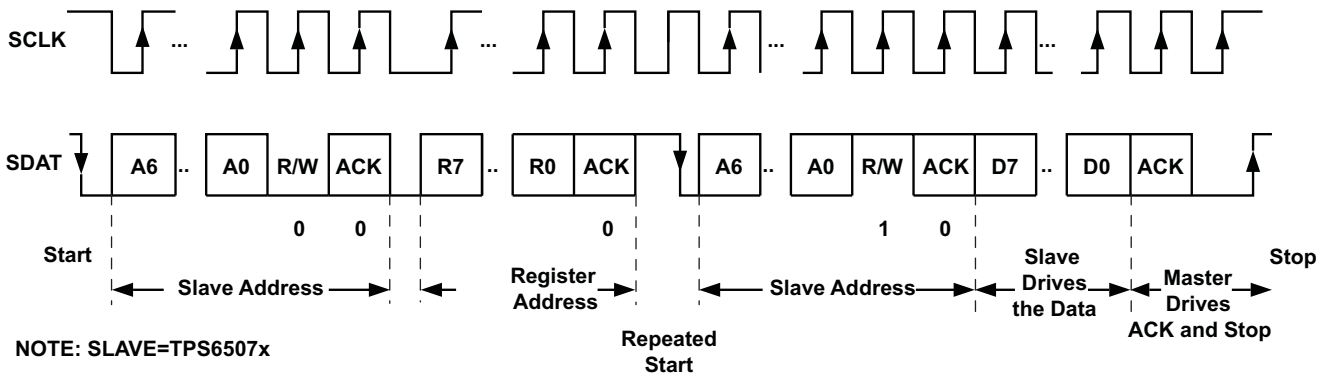 SCLK ... ... ... ...
SDAT A6 .. A0 R/W ACK R7 .. R0 ACK A6 .. A0 R/W ACK D7 .. D0 ACK
0 0 0 1 0
Start
Slave Address
Register
Address
Repeated
Start
Slave Address
Slave
Drives
the Data
Master
Drives
ACK and Stop
Stop
NOTE: SLAVE=TPS6507x